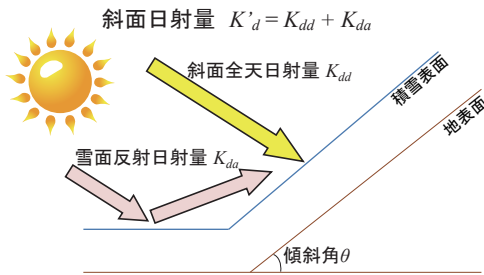 斜面日射量 K'd = Kdd + Kda
斜面全天日射量 Kdd
積雪表面
地表面
雪面反射日射量 Kda
傾斜角θ